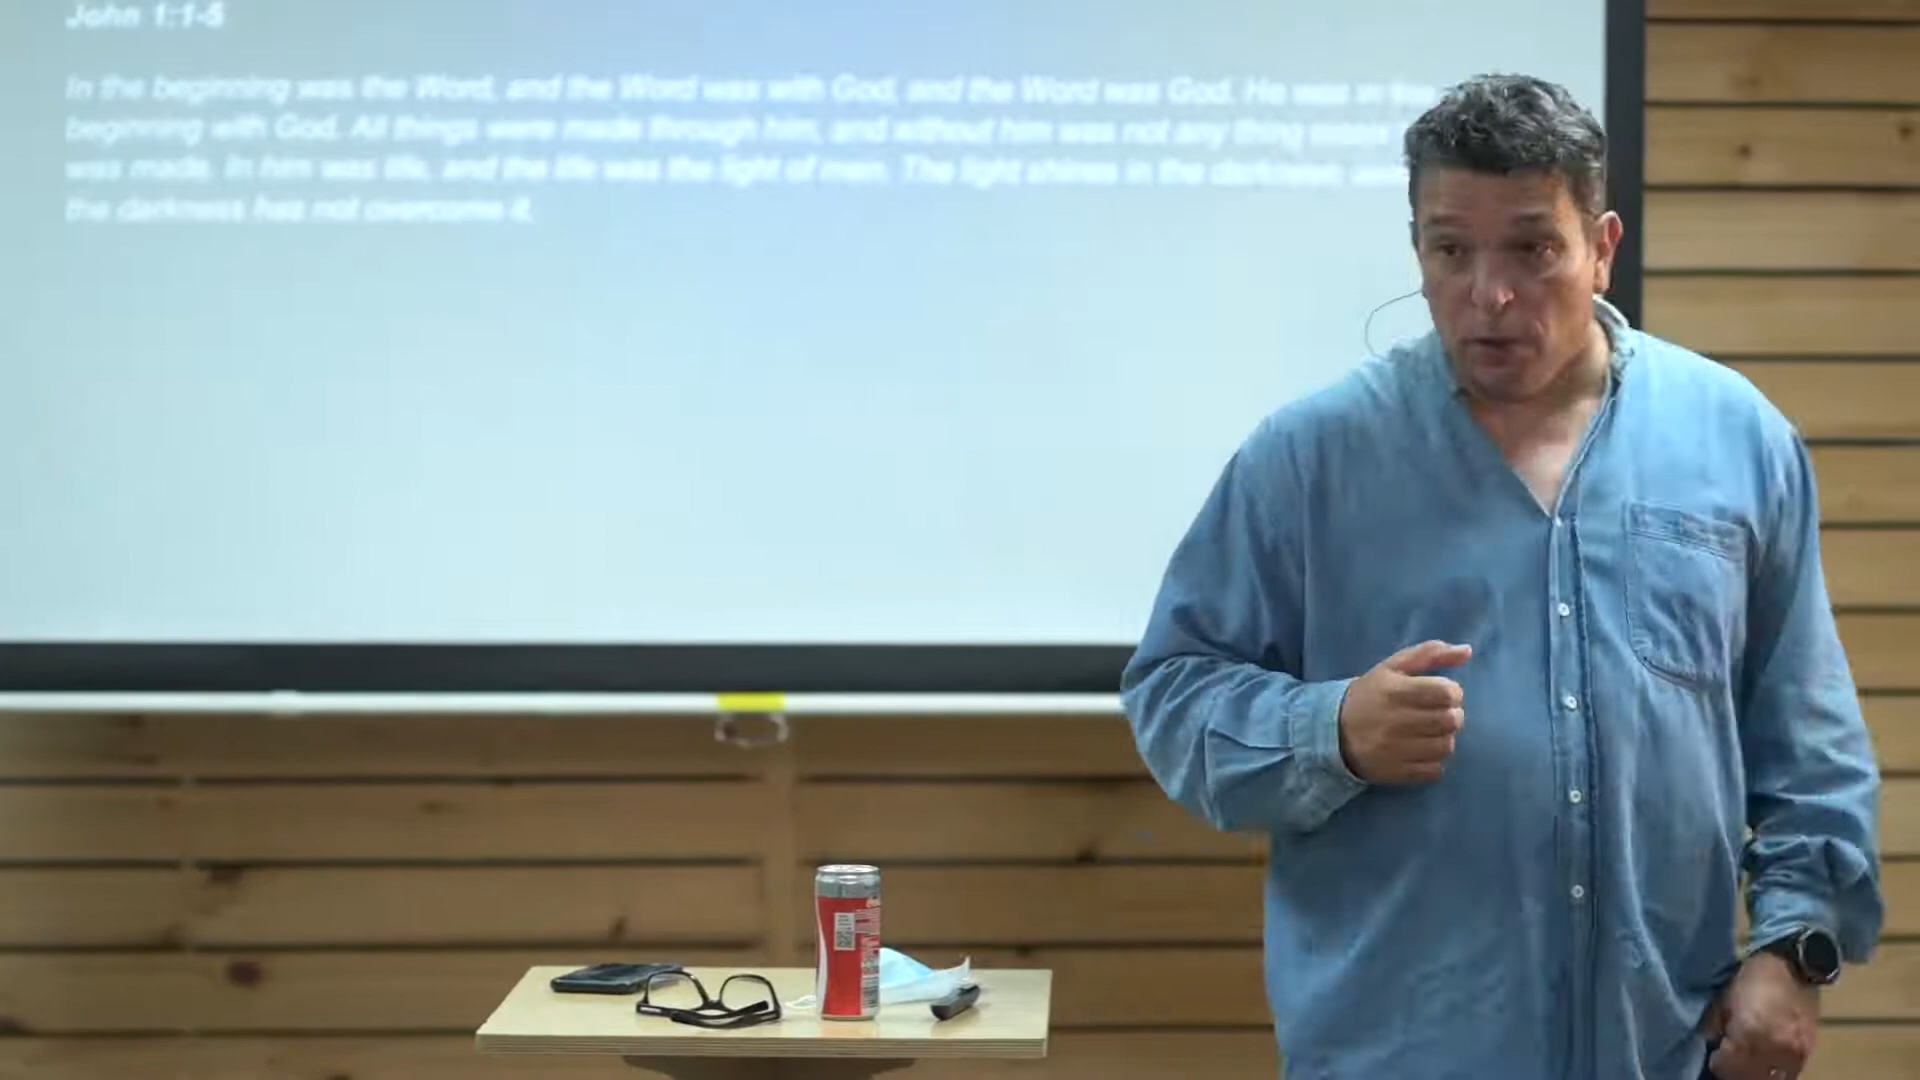 John 1:1-5
In the beginning was the Word, and the Word was with God, and the Word was God. He was in the
beginning with God. All things were made through him, and without him was not any thing made
was made. In him was life, and the life was the light of men. The light shines in the darkness,
the darkness has not overcome it.